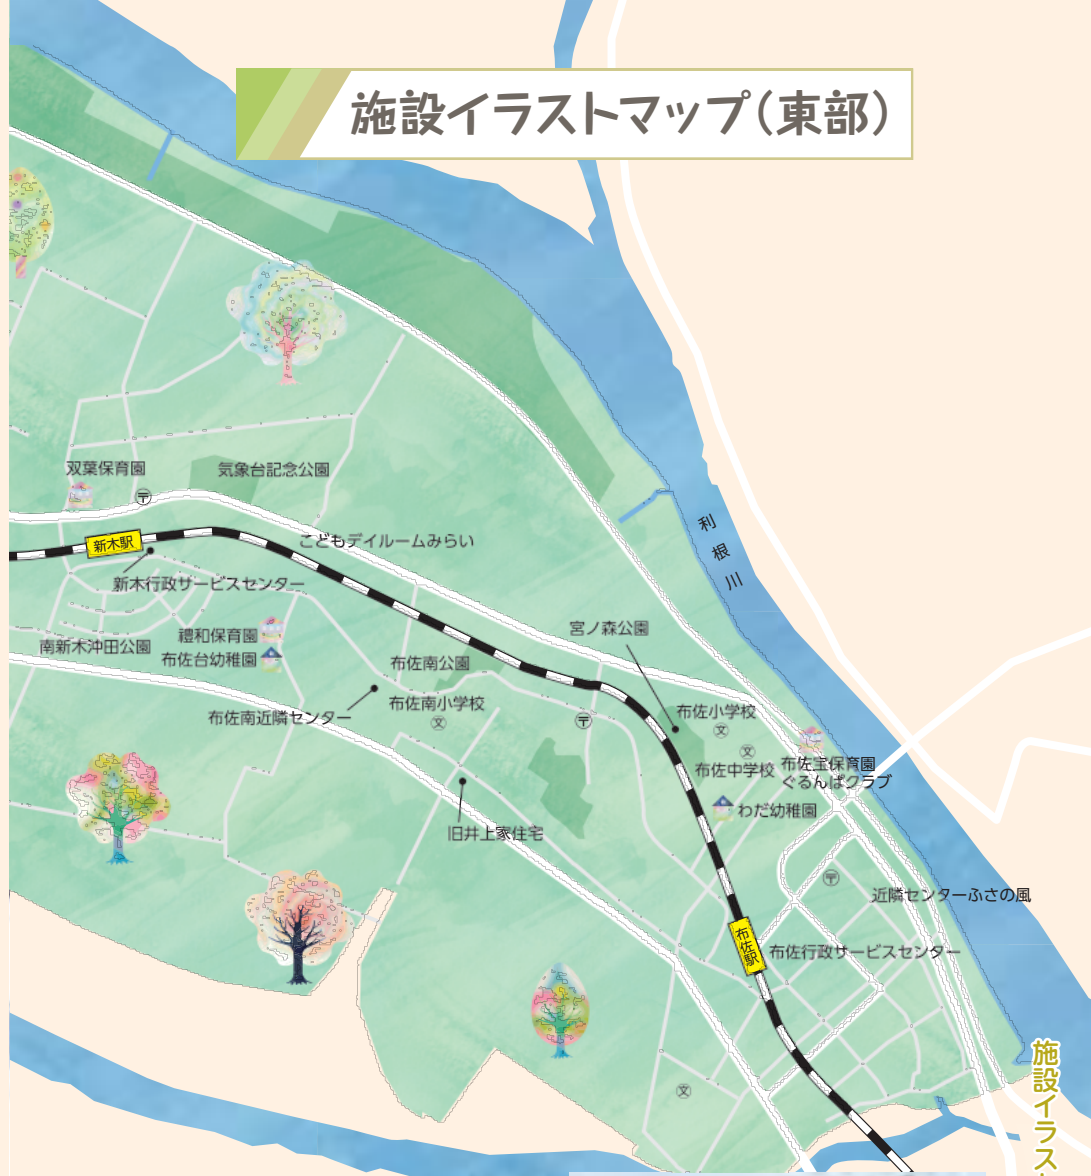 施設イラストマップ（東部）
双葉保育園
気象台記念公園
〒
新木駅
こどもデイルームみらい
新木行政サービスセンター
利根川
南新木沖田公園
禮和保育園
布佐台幼稚園
宮ノ森公園
布佐南公園
布佐南小学校
文
布佐南近隣センター
〒
布佐小学校
文
文
布佐中学校
布佐宝保育園
ぐるんぱクラブ
わだ幼稚園
旧井上家住宅
〒
近隣センターふさの風
布佐駅
布佐行政サービスセンター
文
施設イラス